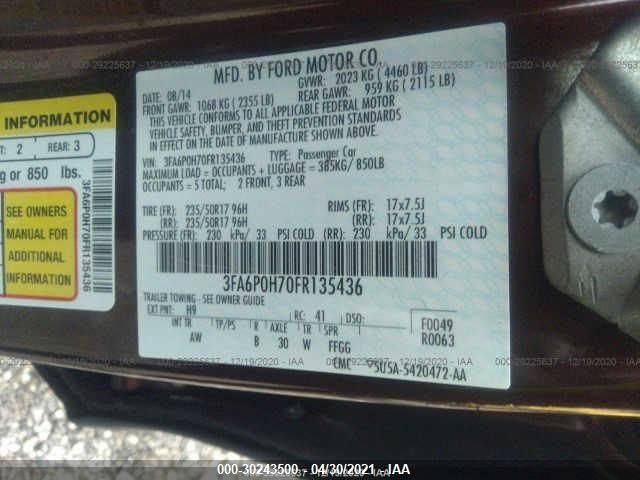 000-29225637 - 12/19/2020 - IAA
INFORMATION
2 REAR: 3
or 850 lbs.
SEE OWNERS
MANUAL FOR
ADDITIONAL
INFORMATION
3FA6P0H70FR135436
MFD. BY FORD MOTOR CO.
DATE: 08/14 GVWR: 2023 KG ( 4460 LB)
FRONT GAWR: 1068 KG ( 2355 LB) REAR GAWR: 959 KG ( 2115 LB)
THIS VEHICLE CONFORMS TO ALL APPLICABLE FEDERAL MOTOR
VEHICLE SAFETY, BUMPER, AND THEFT PREVENTION STANDARDS
IN EFFECT ON THE DATE OF MANUFACTURE SHOWN ABOVE.
VIN: 3FA6P0H70FR135436 TYPE: Passenger Car
MAXIMUM LOAD = OCCUPANTS + LUGGAGE = 385KG/ 850LB
OCCUPANTS = 5 TOTAL; 2 FRONT, 3 REAR
TIRE (FR): 235/50R17 96H RIMS (FR): 17x7.5J
(RR): 235/50R17 96H (RR): 17x7.5J
PRESSURE (FR): 230 kPa/ 33 PSI COLD (RR): 230 kPa/ 33 PSI COLD
3FA6P0H70FR135436
TRAILER TOWING - SEE OWNER GUIDE
EXT PNT: H9 RC: 41 DSO: F0049
INT TR TP/PS R AXLE TR SPR R0063
AW B 30 W FFGG
CMC 5U5A-5420472-AA
000-30243500 - 04/30/2021 - IAA